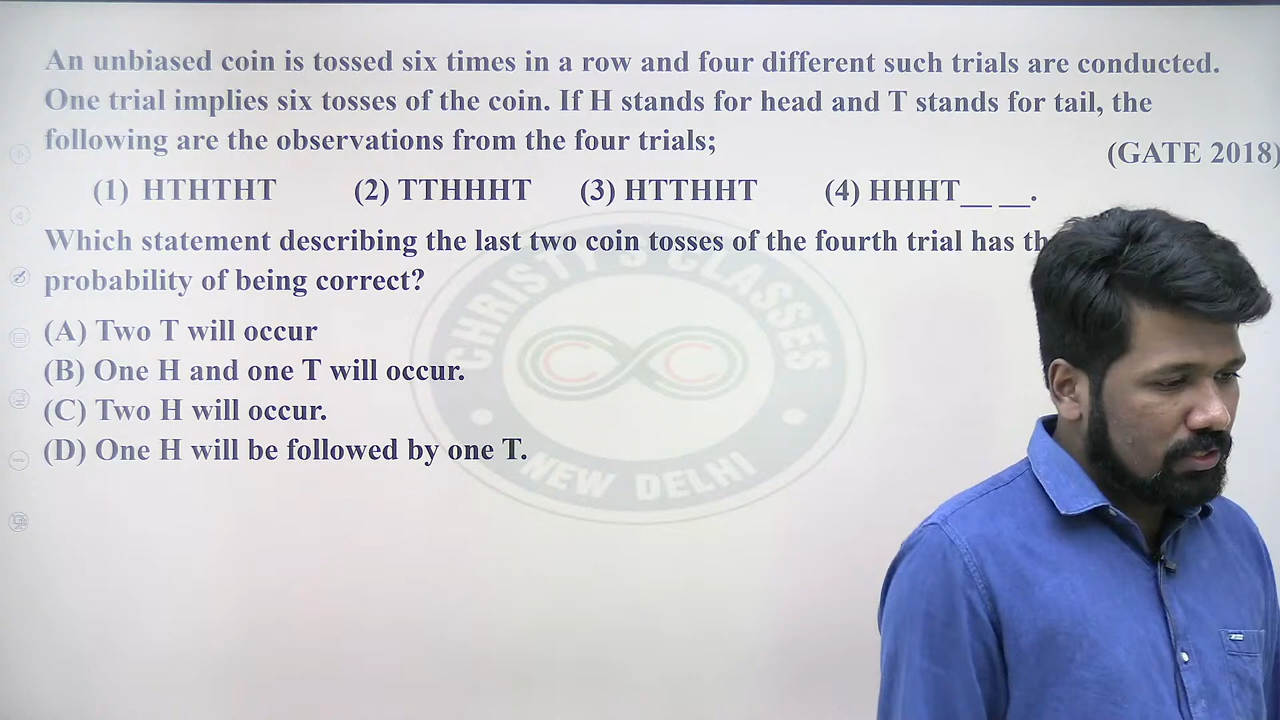 An unbiased coin is tossed six times in a row and four different such trials are conducted.
One trial implies six tosses of the coin. If H stands for head and T stands for tail, the
following are the observations from the four trials;
(GATE 2018)
(1) HTHTHT (2) TTHHHT (3) HTTHHT (4) HHHT__ __.
Which statement describing the last two coin tosses of the fourth trial has
probability of being correct?
(A) Two T will occur
(B) One H and one T will occur.
(C) Two H will occur.
(D) One H will be followed by one T.
CHRISTY'S CLASSES
CC
NEW DELHI